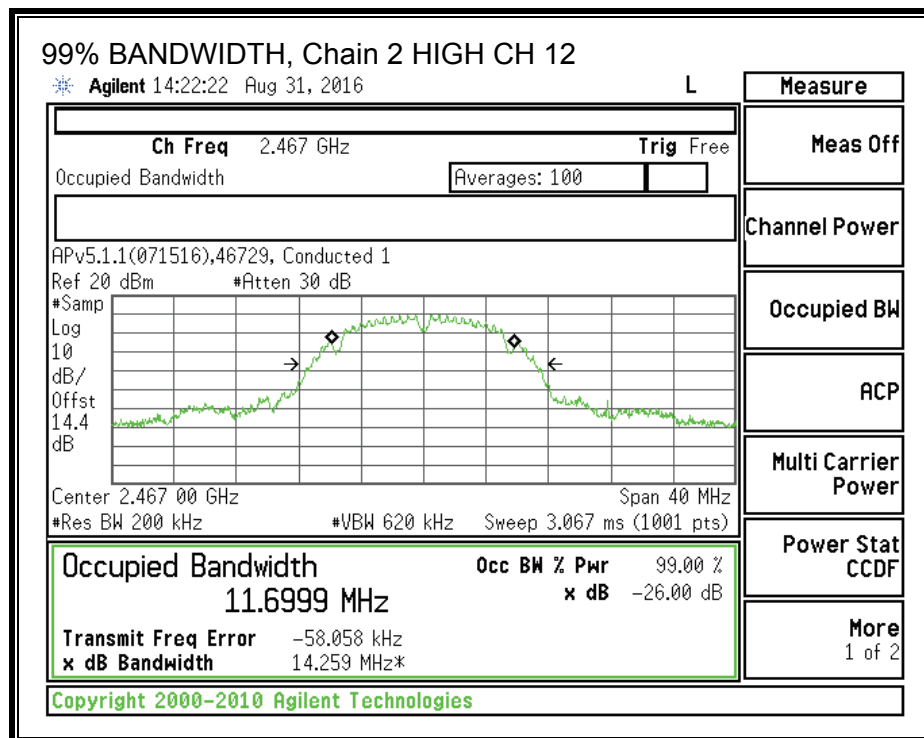 99% BANDWIDTH, Chain 2 HIGH CH 12
Agilent 14:22:22 Aug 31, 2016 L
Ch Freq 2.467 GHz Trig Free
Occupied Bandwidth Averages: 100
APv5.1.1(071516),46729, Conducted 1
Ref 20 dBm #Atten 30 dB
#Samp
Log
10
dB/
Offst
14.4
dB
Center 2.467 00 GHz Span 40 MHz
#Res BW 200 kHz #VBW 620 kHz Sweep 3.067 ms (1001 pts)
Occupied Bandwidth Occ BW % Pwr 99.00 %
11.6999 MHz x dB -26.00 dB
Transmit Freq Error -58.058 kHz
x dB Bandwidth 14.259 MHz*
Copyright 2000-2010 Agilent Technologies
Measure
Meas Off
Channel Power
Occupied BW
ACP
Multi Carrier
Power
Power Stat
CCDF
More
1 of 2